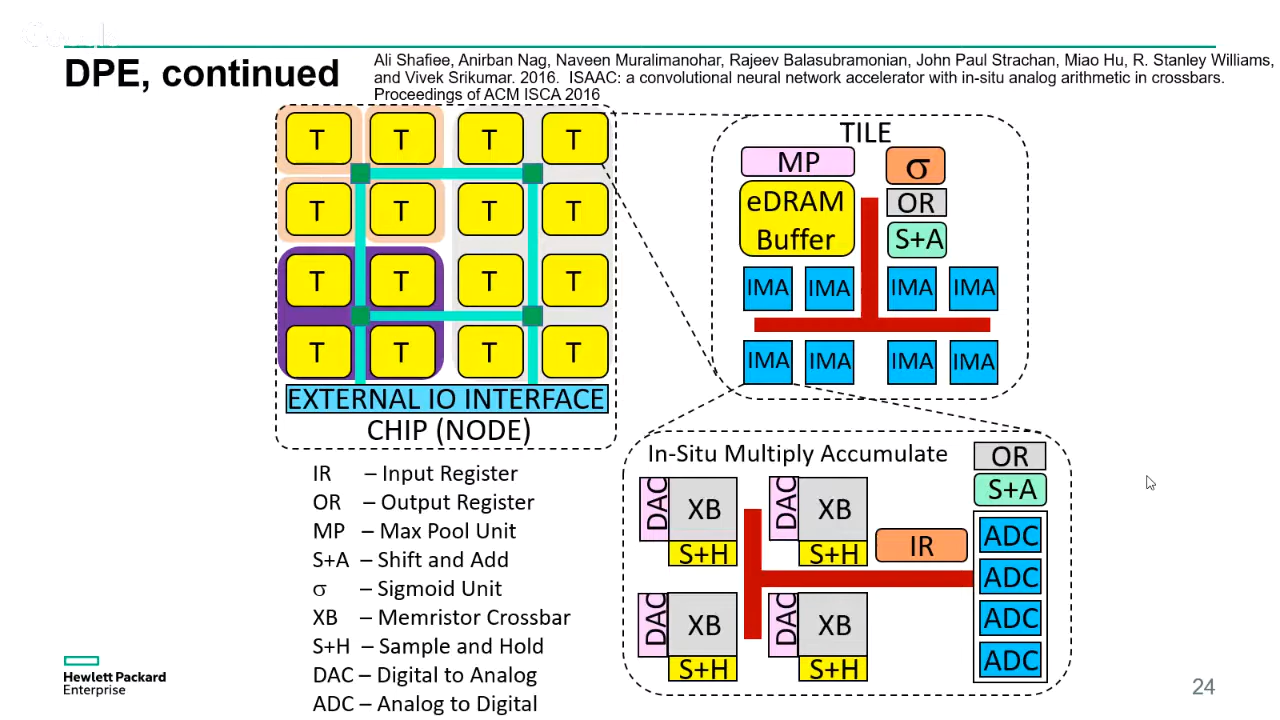 Google
DPE, continued
Ali Shafiee, Anirban Nag, Naveen Muralimanohar, Rajeev Balasubramonian, John Paul Strachan, Miao Hu, R. Stanley Williams,
and Vivek Srikumar. 2016. ISAAC: a convolutional neural network accelerator with in-situ analog arithmetic in crossbars.
Proceedings of ACM ISCA 2016
T T T T
T T T T
T T T T
T T T T
EXTERNAL IO INTERFACE
CHIP (NODE)
TILE
MP
σ
eDRAM
Buffer
OR
S+A
IMA IMA IMA IMA
IMA IMA IMA IMA
In-Situ Multiply Accumulate
OR
S+A
DAC XB DAC XB
S+H S+H
IR
DAC XB DAC XB
S+H S+H
ADC
ADC
ADC
ADC
IR – Input Register
OR – Output Register
MP – Max Pool Unit
S+A – Shift and Add
σ – Sigmoid Unit
XB – Memristor Crossbar
S+H – Sample and Hold
DAC – Digital to Analog
ADC – Analog to Digital
Hewlett Packard
Enterprise
24